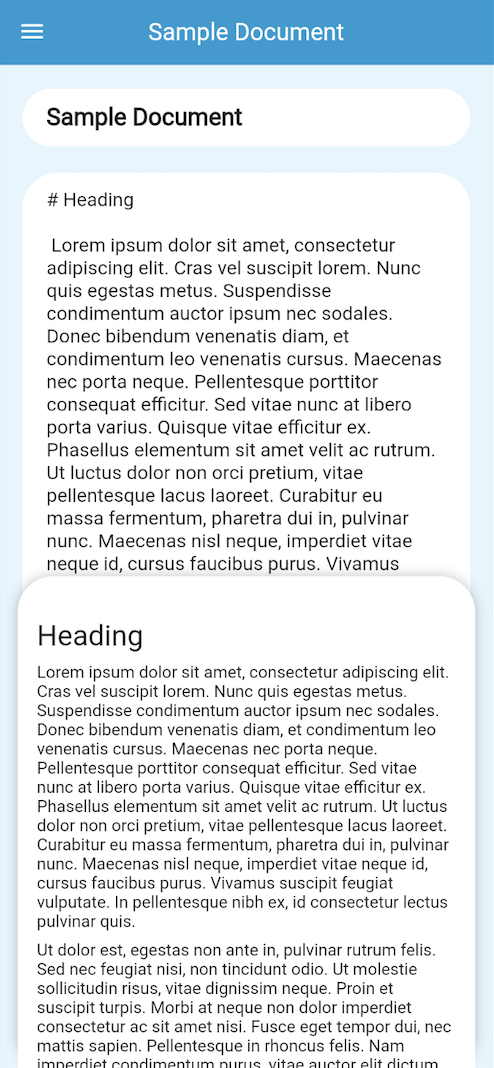 Sample Document
Sample Document
# Heading
Lorem ipsum dolor sit amet, consectetur
adipiscing elit. Cras vel suscipit lorem. Nunc
quis egestas metus. Suspendisse
condimentum auctor ipsum nec sodales.
Donec bibendum venenatis diam, et
condimentum leo venenatis cursus. Maecenas
nec porta neque. Pellentesque porttitor
consequat efficitur. Sed vitae nunc at libero
porta varius. Quisque vitae efficitur ex.
Phasellus elementum sit amet velit ac rutrum.
Ut luctus dolor non orci pretium, vitae
pellentesque lacus laoreet. Curabitur eu
massa fermentum, pharetra dui in, pulvinar
nunc. Maecenas nisl neque, imperdiet vitae
neque id, cursus faucibus purus. Vivamus
Heading
Lorem ipsum dolor sit amet, consectetur adipiscing elit.
Cras vel suscipit lorem. Nunc quis egestas metus.
Suspendisse condimentum auctor ipsum nec sodales.
Donec bibendum venenatis diam, et condimentum leo
venenatis cursus. Maecenas nec porta neque.
Pellentesque porttitor consequat efficitur. Sed vitae
nunc at libero porta varius. Quisque vitae efficitur ex.
Phasellus elementum sit amet velit ac rutrum. Ut luctus
dolor non orci pretium, vitae pellentesque lacus laoreet.
Curabitur eu massa fermentum, pharetra dui in, pulvinar
nunc. Maecenas nisl neque, imperdiet vitae neque id,
cursus faucibus purus. Vivamus suscipit feugiat
vulputate. In pellentesque nibh ex, id consectetur lectus
pulvinar quis.
Ut dolor est, egestas non ante in, pulvinar rutrum felis.
Sed nec feugiat nisi, non tincidunt odio. Ut molestie
sollicitudin risus, vitae dignissim neque. Proin et
suscipit turpis. Morbi at neque non dolor imperdiet
consectetur ac sit amet nisi. Fusce eget tempor dui, nec
mattis sapien. Pellentesque in rhoncus felis. Nam
imperdiet condimentum purus, vitae auctor elit dictum